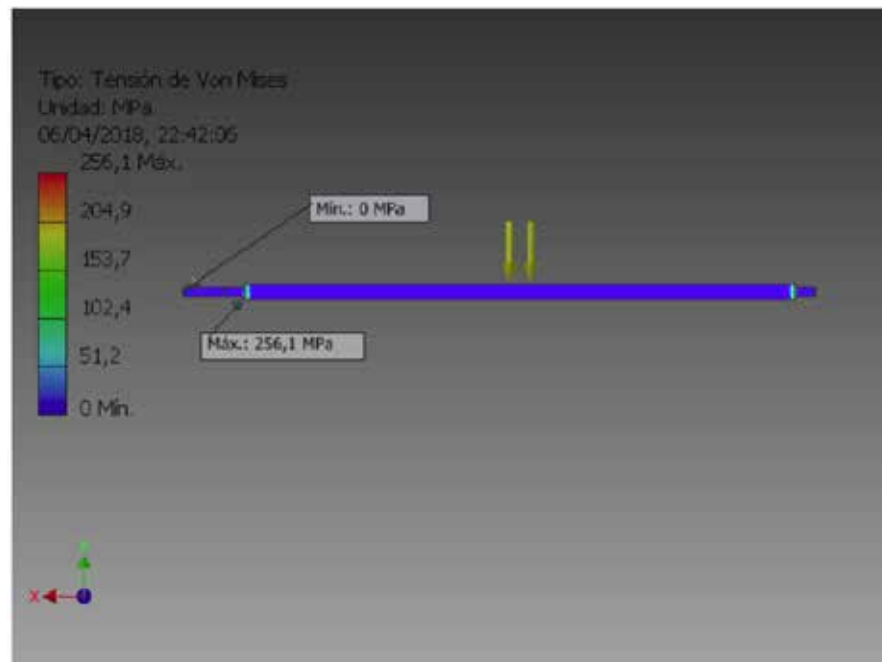 Tipo: Tensión de Von Mises
Unidad: MPa
06/04/2018, 22:42:06
256,1 Máx.
204,9
153,7
102,4
51,2
0 Mín.
Mín.: 0 MPa
Máx.: 256,1 MPa
X